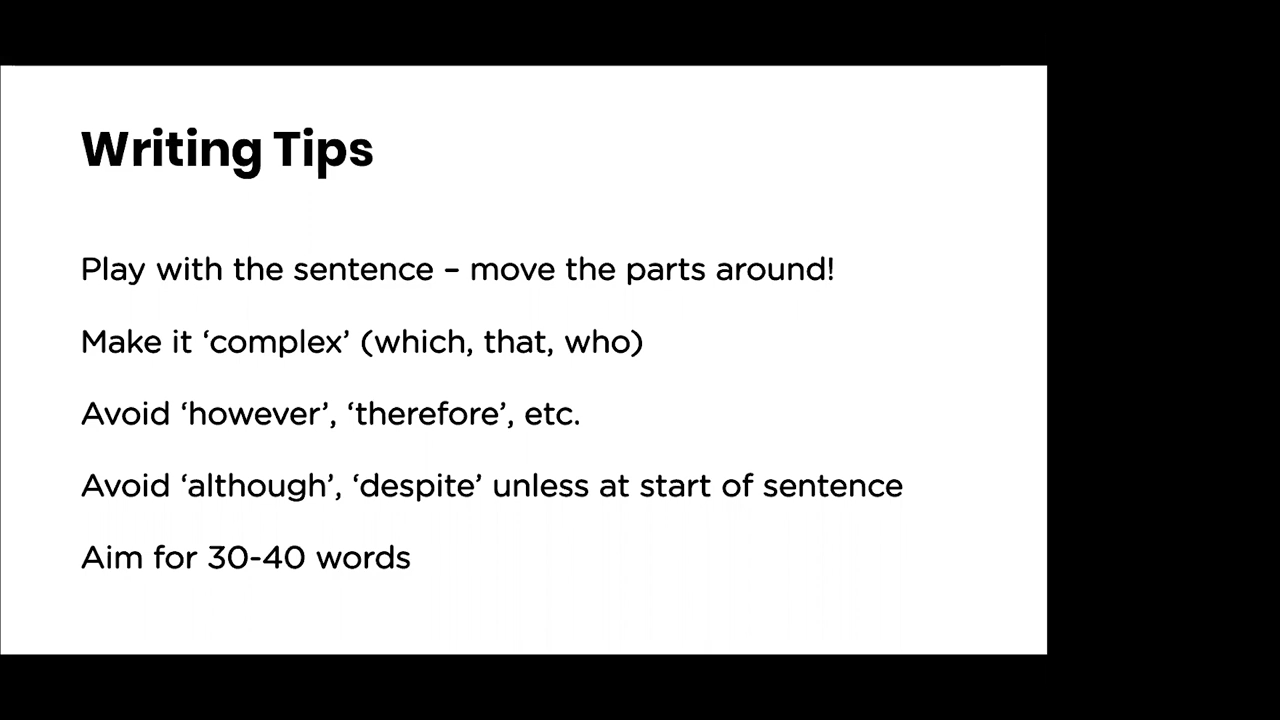 Writing Tips
Play with the sentence – move the parts around!
Make it ‘complex’ (which, that, who)
Avoid ‘however’, ‘therefore’, etc.
Avoid ‘although’, ‘despite’ unless at start of sentence
Aim for 30-40 words